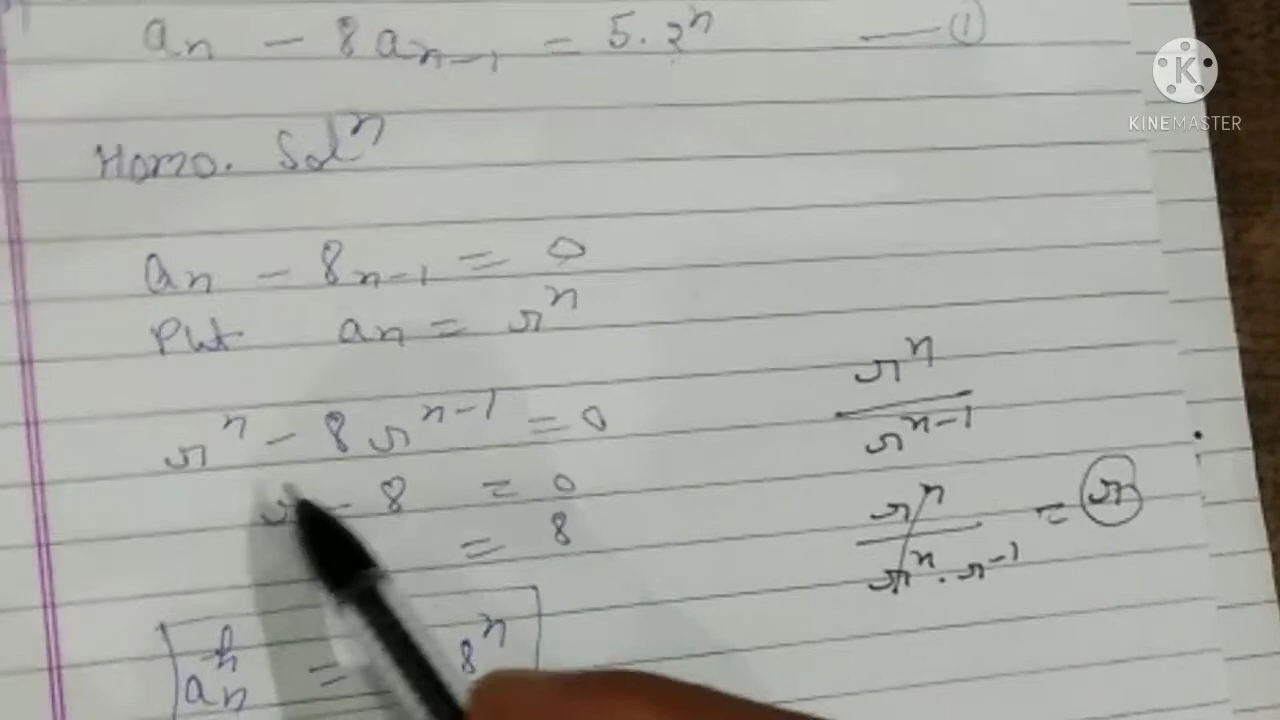 aₙ - 8aₙ₋₁ = 5.2ⁿ —①
KINEMASTER
Homo. Solⁿ
aₙ - 8ₙ₋₁ = 0
Put aₙ = rⁿ
rⁿ - 8rⁿ⁻¹ = 0
r - 8 = 0
= 8
aₙʰ = 8ⁿ
rⁿ / rⁿ⁻¹
rⁿ / rⁿ.r⁻¹ = r